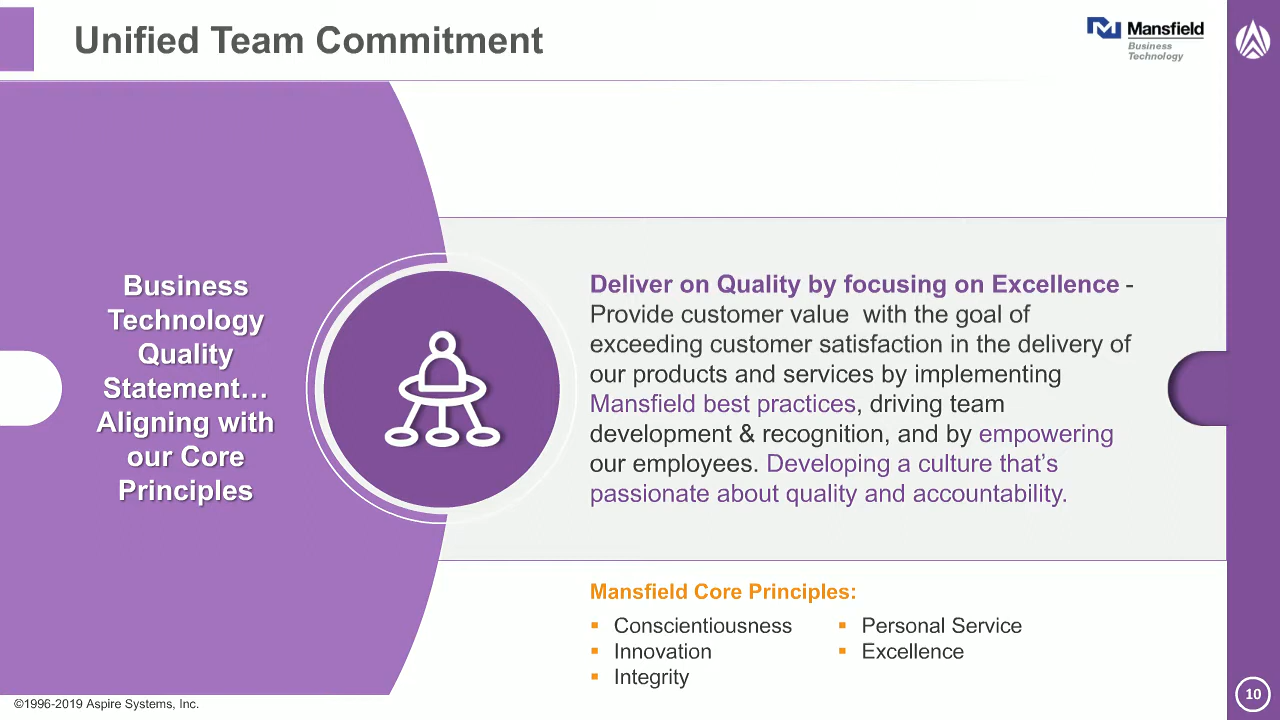 Unified Team Commitment
Mansfield
Business
Technology
Business
Technology
Quality
Statement…
Aligning with
our Core
Principles
Deliver on Quality by focusing on Excellence -
Provide customer value  with the goal of
exceeding customer satisfaction in the delivery of
our products and services by implementing
Mansfield best practices, driving team
development & recognition, and by empowering
our employees. Developing a culture that’s
passionate about quality and accountability.
Mansfield Core Principles:
▪ Conscientiousness
▪ Innovation
▪ Integrity
▪ Personal Service
▪ Excellence
©1996-2019 Aspire Systems, Inc.
10